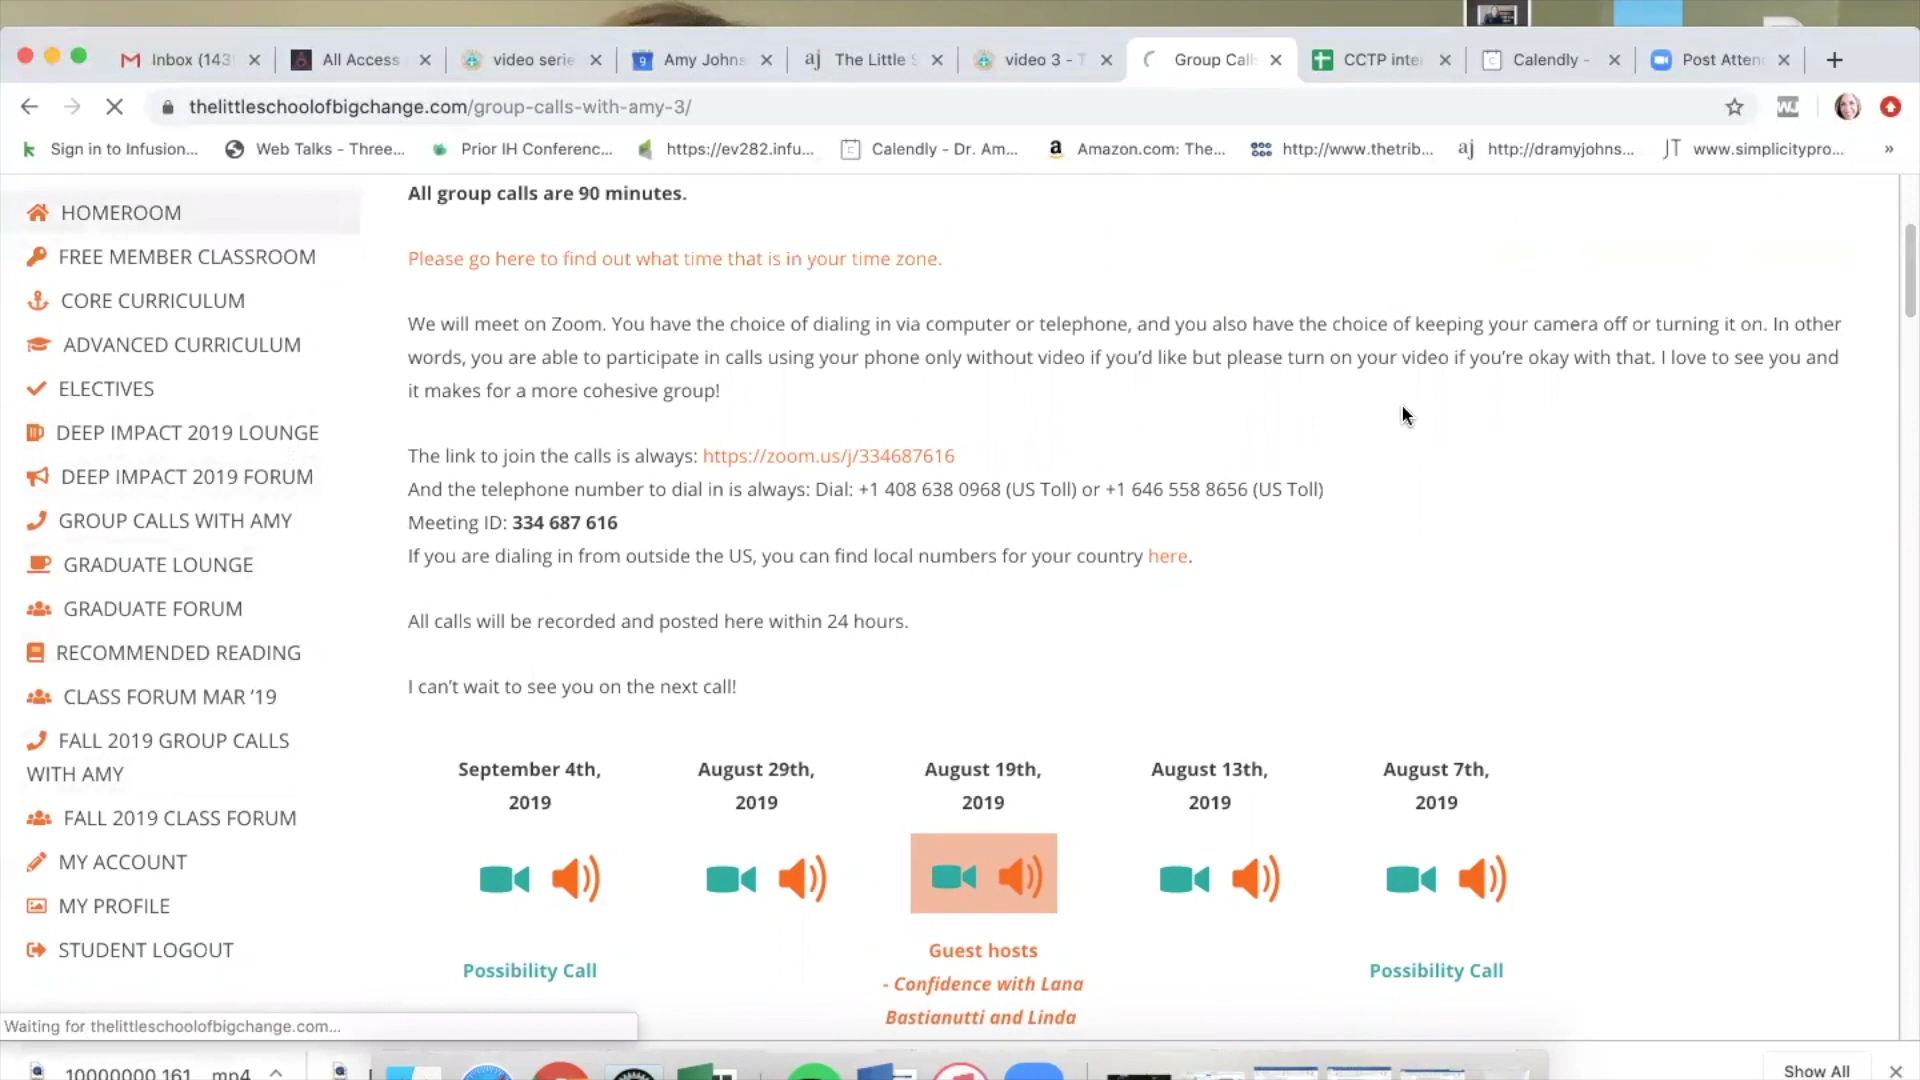 Inbox (143
All Access
video serie
Amy Johns
aj The Little S
video 3 - T
Group Call
CCTP inte
Calendly -
Post Atten
thelittleschoolofbigchange.com/group-calls-with-amy-3/
Sign in to Infusion...
Web Talks - Three...
Prior IH Conferenc...
https://ev282.infu...
Calendly - Dr. Am...
Amazon.com: The...
http://www.thetrib...
aj http://dramyjohns...
JT www.simplicitypro...
»
HOMEROOM
FREE MEMBER CLASSROOM
CORE CURRICULUM
ADVANCED CURRICULUM
ELECTIVES
DEEP IMPACT 2019 LOUNGE
DEEP IMPACT 2019 FORUM
GROUP CALLS WITH AMY
GRADUATE LOUNGE
GRADUATE FORUM
RECOMMENDED READING
CLASS FORUM MAR '19
FALL 2019 GROUP CALLS
WITH AMY
FALL 2019 CLASS FORUM
MY ACCOUNT
MY PROFILE
STUDENT LOGOUT
All group calls are 90 minutes.
Please go here to find out what time that is in your time zone.
We will meet on Zoom. You have the choice of dialing in via computer or telephone, and you also have the choice of keeping your camera off or turning it on. In other
words, you are able to participate in calls using your phone only without video if you'd like but please turn on your video if you're okay with that. I love to see you and
it makes for a more cohesive group!
The link to join the calls is always: https://zoom.us/j/334687616
And the telephone number to dial in is always: Dial: +1 408 638 0968 (US Toll) or +1 646 558 8656 (US Toll)
Meeting ID: 334 687 616
If you are dialing in from outside the US, you can find local numbers for your country here.
All calls will be recorded and posted here within 24 hours.
I can't wait to see you on the next call!
September 4th,
2019
August 29th,
2019
August 19th,
2019
August 13th,
2019
August 7th,
2019
Possibility Call
Guest hosts
- Confidence with Lana
Bastianutti and Linda
Possibility Call
Waiting for thelittleschoolofbigchange.com...
10000000_161....mp4
Show All